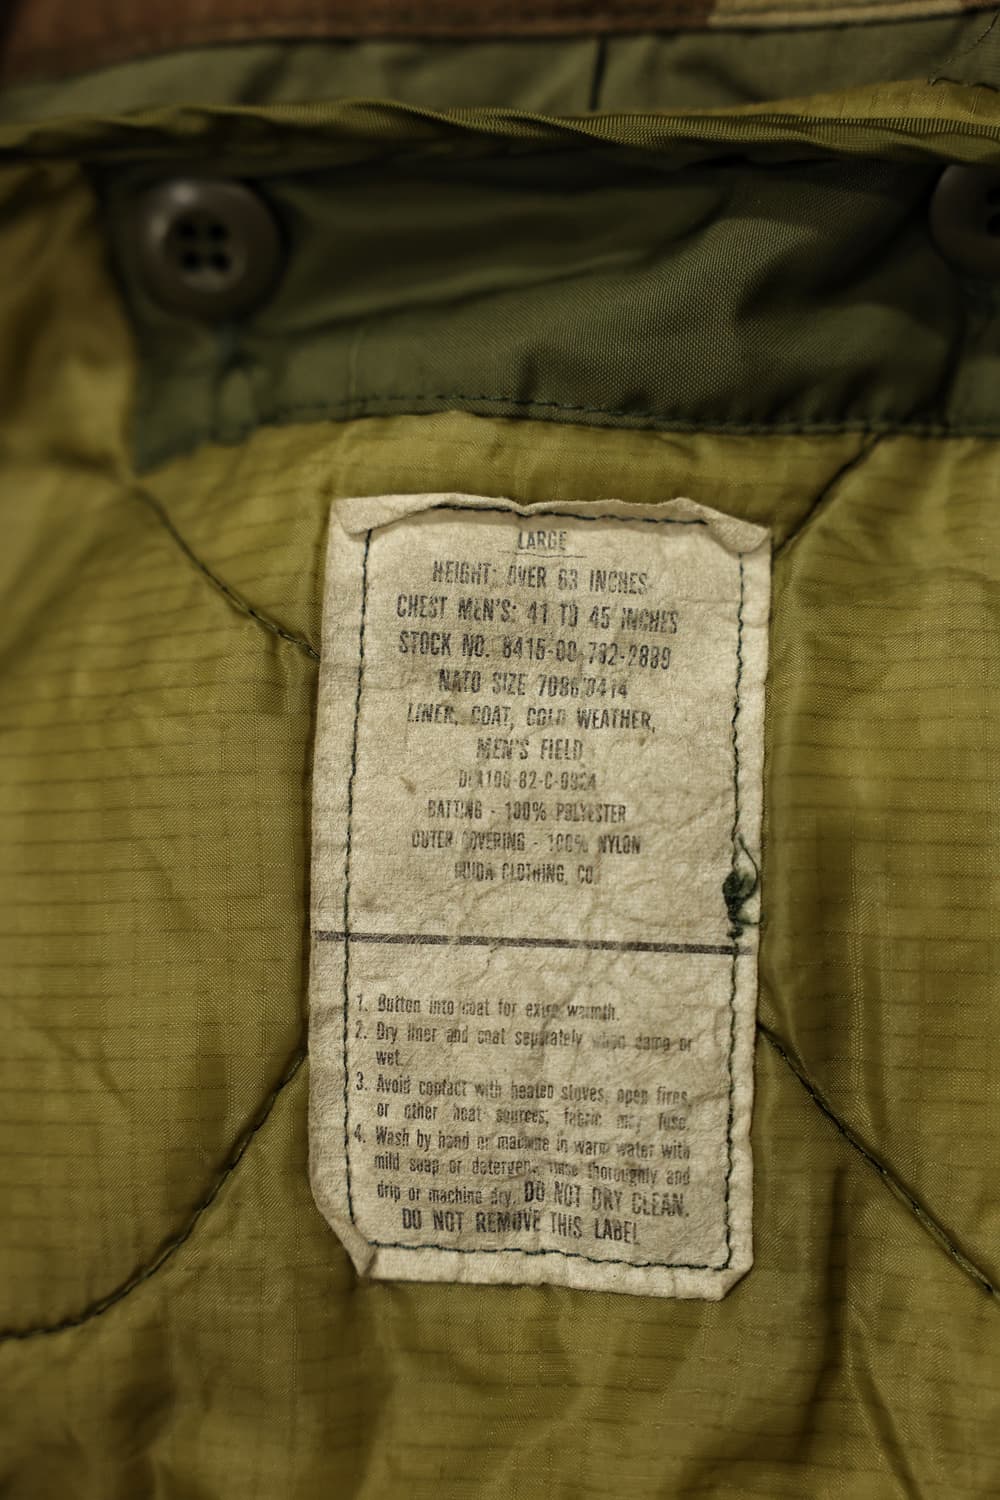 LARGE
HEIGHT: OVER 63 INCHES
CHEST MEN'S: 41 TO 45 INCHES
STOCK NO. 8415-00-782-2889
NATO SIZE
LINER, COAT, COLD WEATHER,
MEN'S FIELD
BATTING - 100% POLYESTER
OUTER COVERING - 100% NYLON
CLOTHING, CO.
1. Button into coat for extra warmth.
2. Dry liner and coat separately when damp or
wet.
3. Avoid contact with heated stoves, open fires,
or other heat sources; fabric may fuse.
4. Wash by hand or machine in warm water with
mild soap or detergent, rinse thoroughly and
drip or machine dry. DO NOT DRY CLEAN.
DO NOT REMOVE THIS LABEL